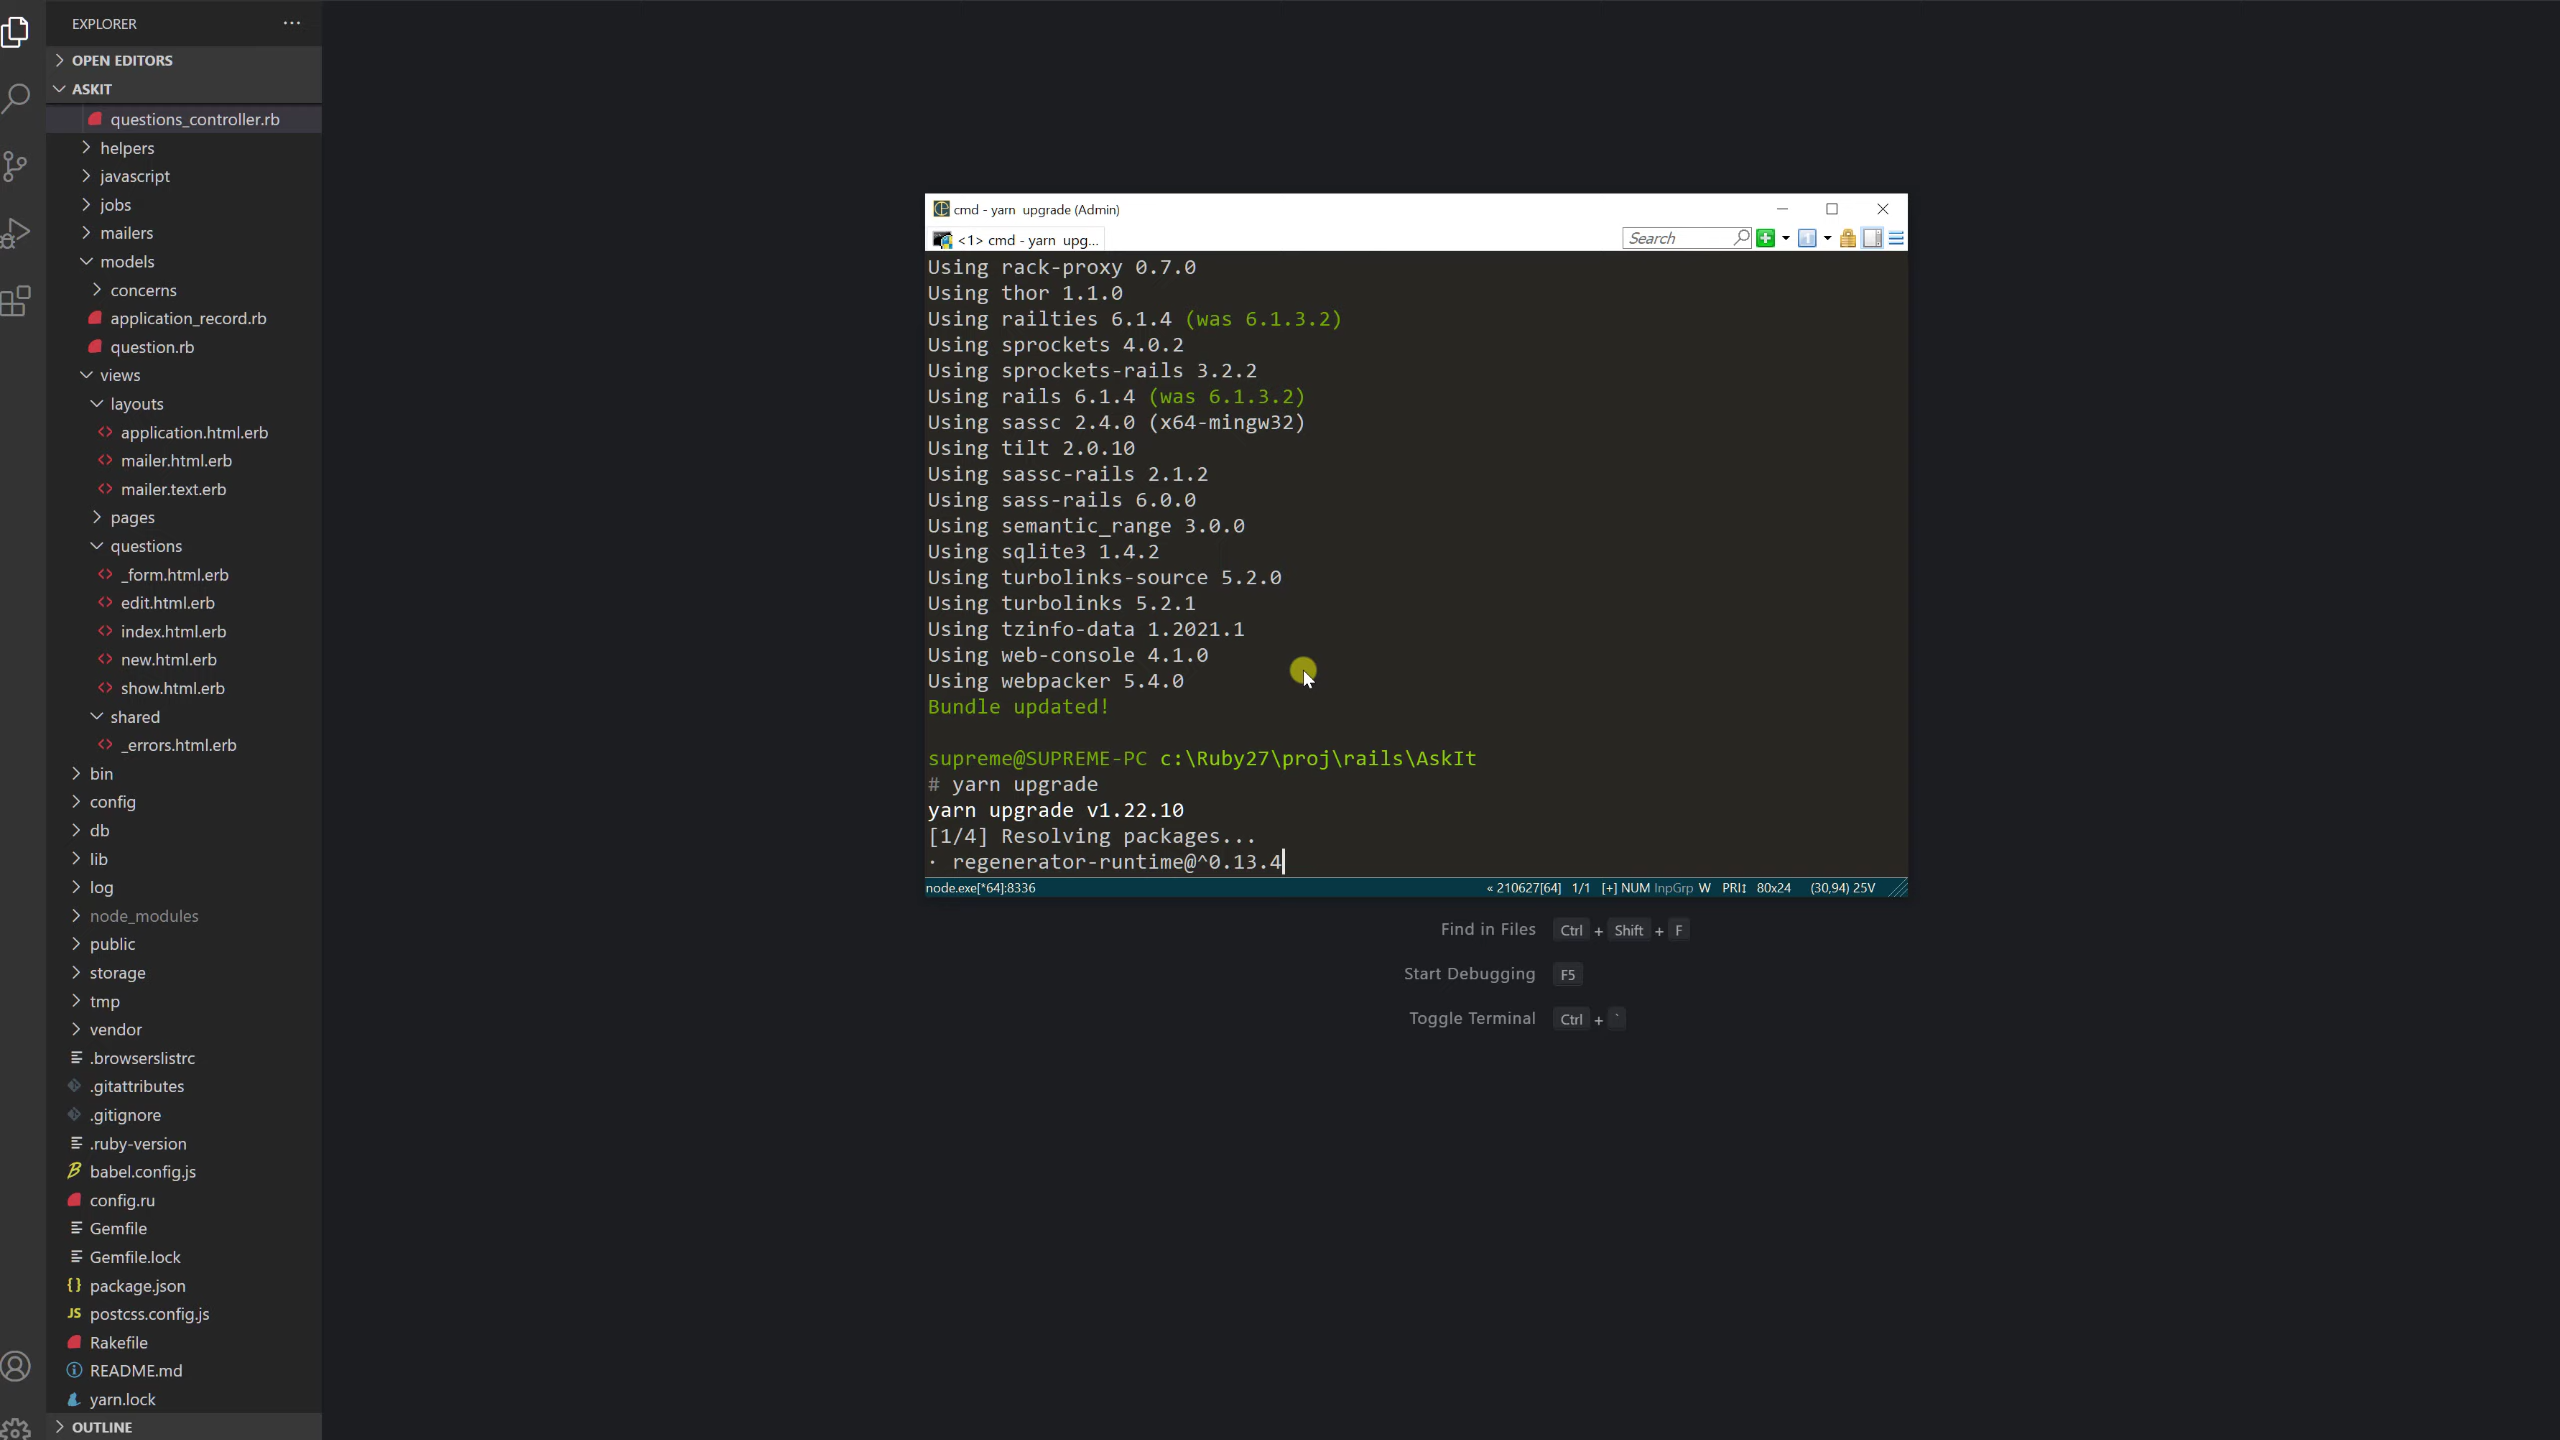 EXPLORER
OPEN EDITORS
ASKIT
questions_controller.rb
helpers
javascript
jobs
mailers
models
concerns
application_record.rb
question.rb
views
layouts
application.html.erb
mailer.html.erb
mailer.text.erb
pages
questions
_form.html.erb
edit.html.erb
index.html.erb
new.html.erb
show.html.erb
shared
_errors.html.erb
bin
config
db
lib
log
node_modules
public
storage
tmp
vendor
.browserslistrc
.gitattributes
.gitignore
.ruby-version
babel.config.js
config.ru
Gemfile
Gemfile.lock
{} package.json
JS postcss.config.js
Rakefile
README.md
yarn.lock
OUTLINE
cmd - yarn  upgrade (Admin)
<1> cmd - yarn  upg...
Search
Using rack-proxy 0.7.0
Using thor 1.1.0
Using railties 6.1.4 (was 6.1.3.2)
Using sprockets 4.0.2
Using sprockets-rails 3.2.2
Using rails 6.1.4 (was 6.1.3.2)
Using sassc 2.4.0 (x64-mingw32)
Using tilt 2.0.10
Using sassc-rails 2.1.2
Using sass-rails 6.0.0
Using semantic_range 3.0.0
Using sqlite3 1.4.2
Using turbolinks-source 5.2.0
Using turbolinks 5.2.1
Using tzinfo-data 1.2021.1
Using web-console 4.1.0
Using webpacker 5.4.0
Bundle updated!
supreme@SUPREME-PC c:\Ruby27\proj\rails\AskIt
# yarn upgrade
yarn upgrade v1.22.10
[1/4] Resolving packages...
· regenerator-runtime@^0.13.4
node.exe[*64]:8336
« 210627[64] 1/1 [+] NUM InpGrp W PRI↕ 80x24 (30,94) 25V
Find in Files Ctrl + Shift + F
Start Debugging F5
Toggle Terminal Ctrl + `